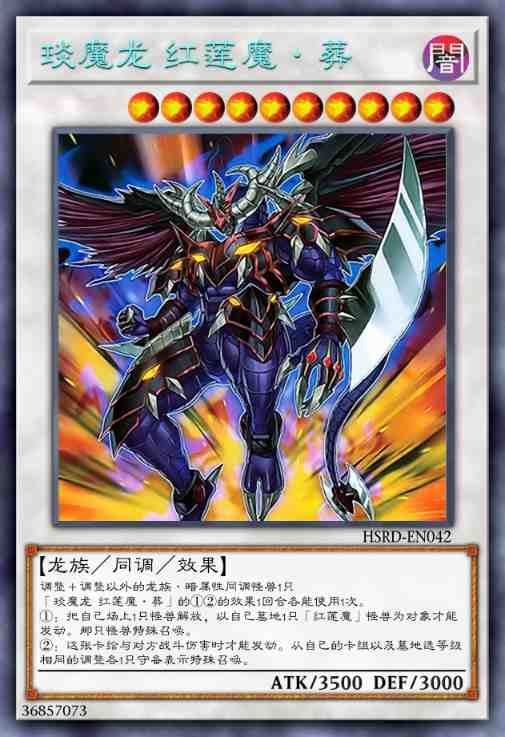 琰魔龙 红莲魔・葬
闇
HSRD-EN042
【龙族／同调／效果】
调整＋调整以外的龙族・暗属性同调怪兽1只
「琰魔龙 红莲魔・葬」的①②的效果1回合各能使用1次。
①：把自己场上1只怪兽解放，以自己墓地1只「红莲魔」怪兽为对象才能
发动。那只怪兽特殊召唤。
②：这张卡给与对方战斗伤害时才能发动。从自己的卡组以及墓地选等级
相同的调整各1只守备表示特殊召唤。
ATK/3500 DEF/3000
36857073